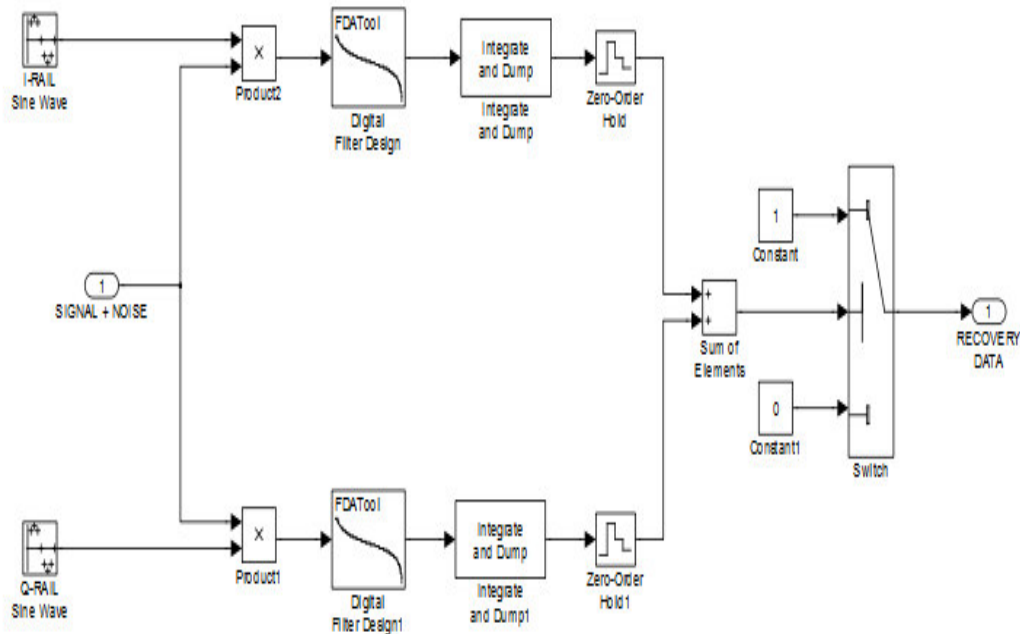 I-RAIL
Sine Wave
×
Product2
FDATool
Digital
Filter Design
Integrate
and Dump
Integrate
and Dump
Zero-Order
Hold
1
SIGNAL + NOISE
1
Constant
+
+
Sum of
Elements
0
Constant1
Switch
1
RECOVERY
DATA
Q-RAIL
Sine Wave
×
Product1
FDATool
Digital
Filter Design1
Integrate
and Dump
Integrate
and Dump1
Zero-Order
Hold1